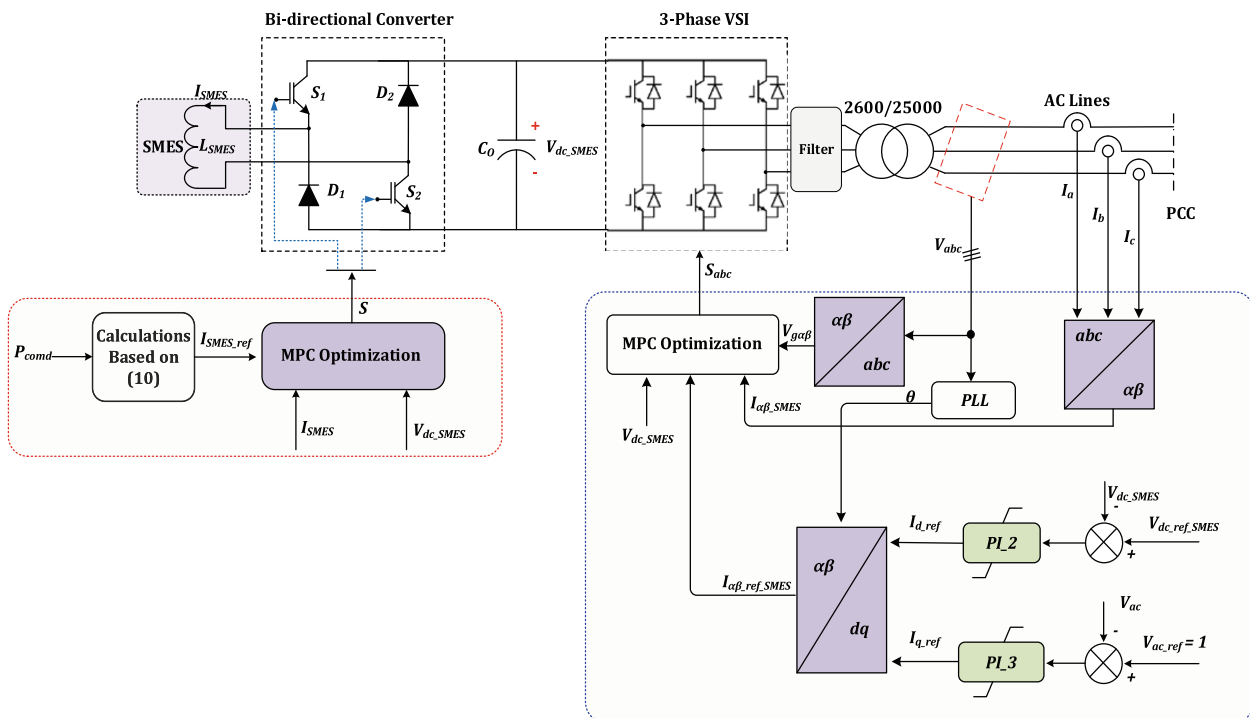 Bi-directional Converter
3-Phase VSI
I_SMES
SMES
L_SMES
S_1
D_2
D_1
S_2
C_O
+
V_dc_SMES
-
Filter
2600/25000
AC Lines
I_a
I_b
I_c
PCC
V_abc
S_abc
S
P_comd
Calculations
Based on
(10)
I_SMES_ref
MPC Optimization
I_SMES
V_dc_SMES
MPC Optimization
V_gαβ
αβ
abc
abc
αβ
θ
PLL
I_αβ_SMES
V_dc_SMES
I_αβ_ref_SMES
αβ
dq
I_d_ref
PI_2
V_dc_SMES
-
V_dc_ref_SMES
+
I_q_ref
PI_3
V_ac
-
V_ac_ref = 1
+